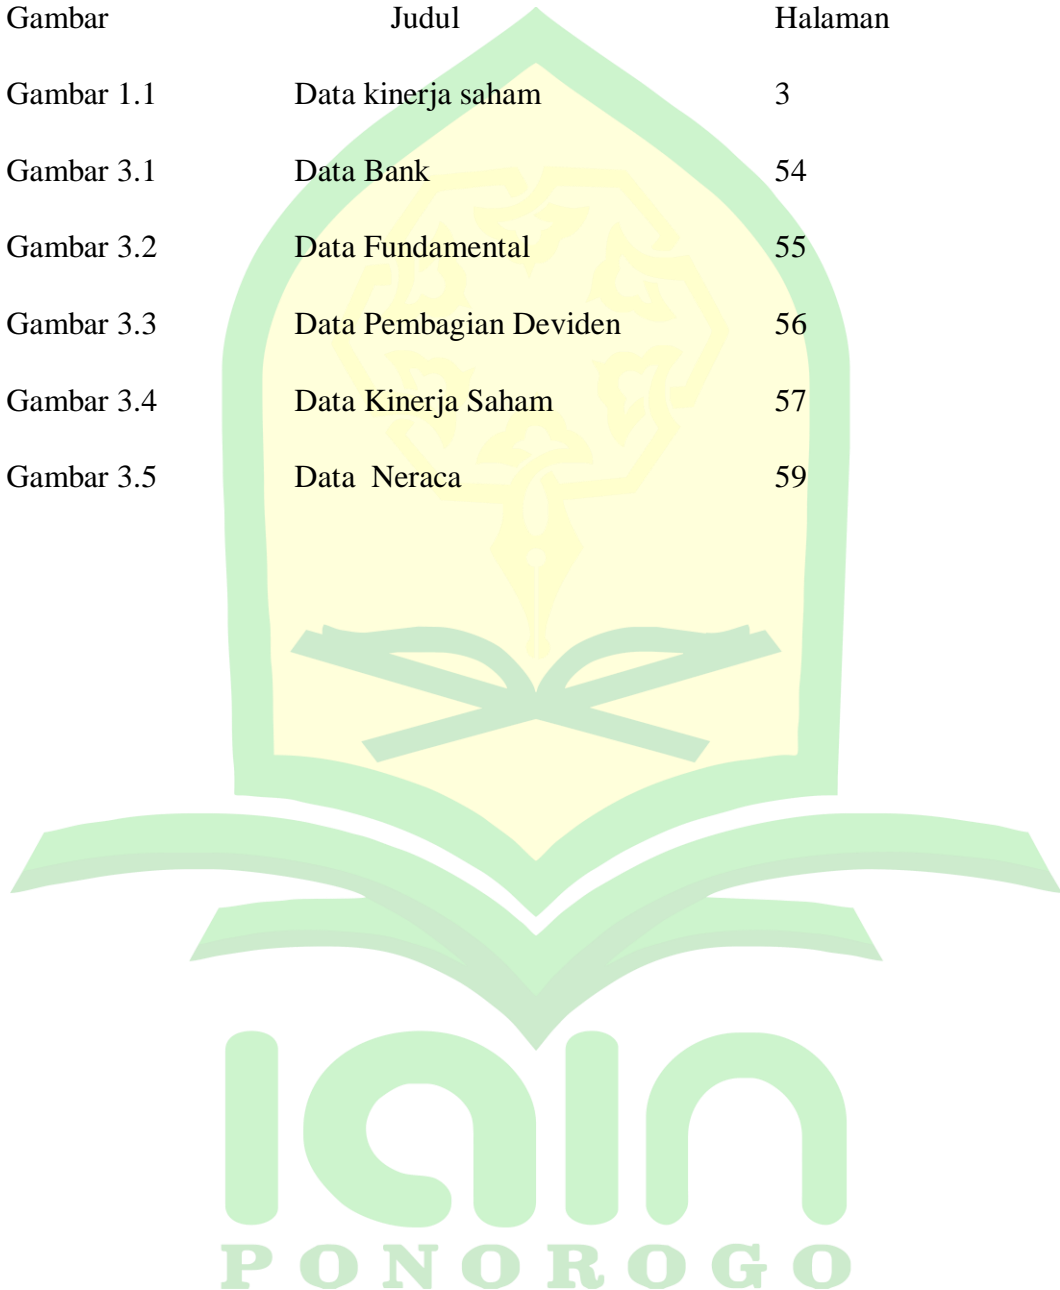 Gambar Judul Halaman
Gambar 1.1 Data kinerja saham 3
Gambar 3.1 Data Bank 54
Gambar 3.2 Data Fundamental 55
Gambar 3.3 Data Pembagian Deviden 56
Gambar 3.4 Data Kinerja Saham 57
Gambar 3.5 Data  Neraca 59
iain
PONOROGO